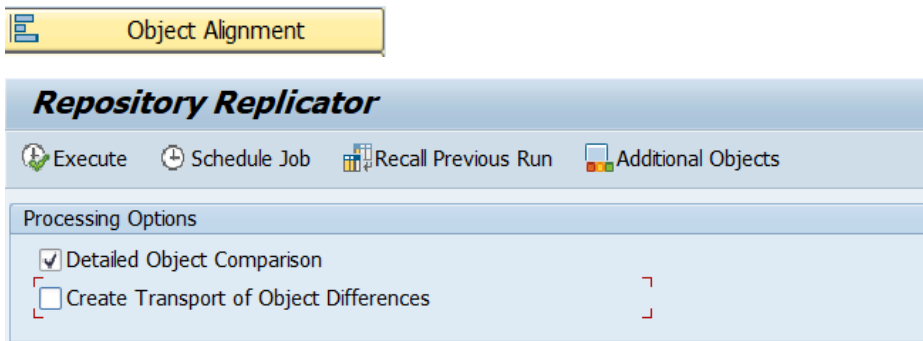 Object Alignment
Repository Replicator
Execute Schedule Job Recall Previous Run Additional Objects
Processing Options
Detailed Object Comparison
Create Transport of Object Differences